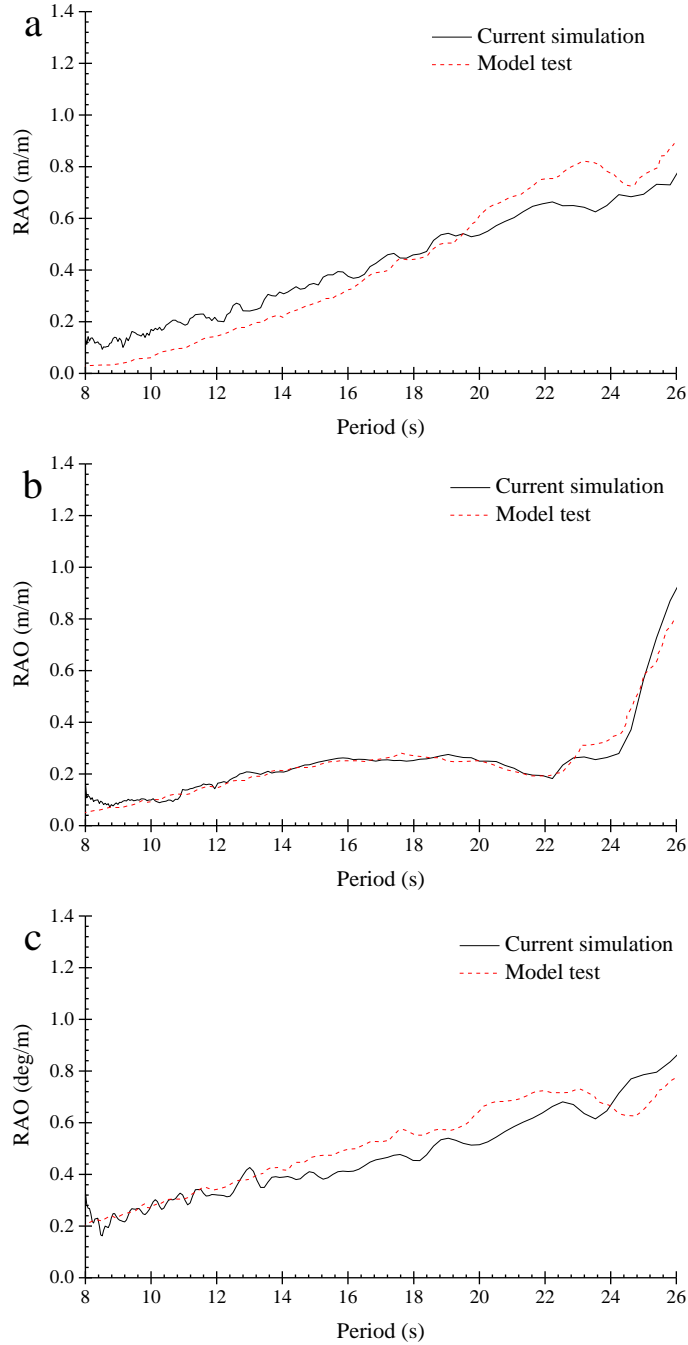 a
Current simulation
Model test
1.4
1.2
1.0
0.8
0.6
0.4
0.2
0.0
RAO (m/m)
8 10 12 14 16 18 20 22 24 26
Period (s)
b
Current simulation
Model test
1.4
1.2
1.0
0.8
0.6
0.4
0.2
0.0
RAO (m/m)
8 10 12 14 16 18 20 22 24 26
Period (s)
c
Current simulation
Model test
1.4
1.2
1.0
0.8
0.6
0.4
0.2
0.0
RAO (deg/m)
8 10 12 14 16 18 20 22 24 26
Period (s)